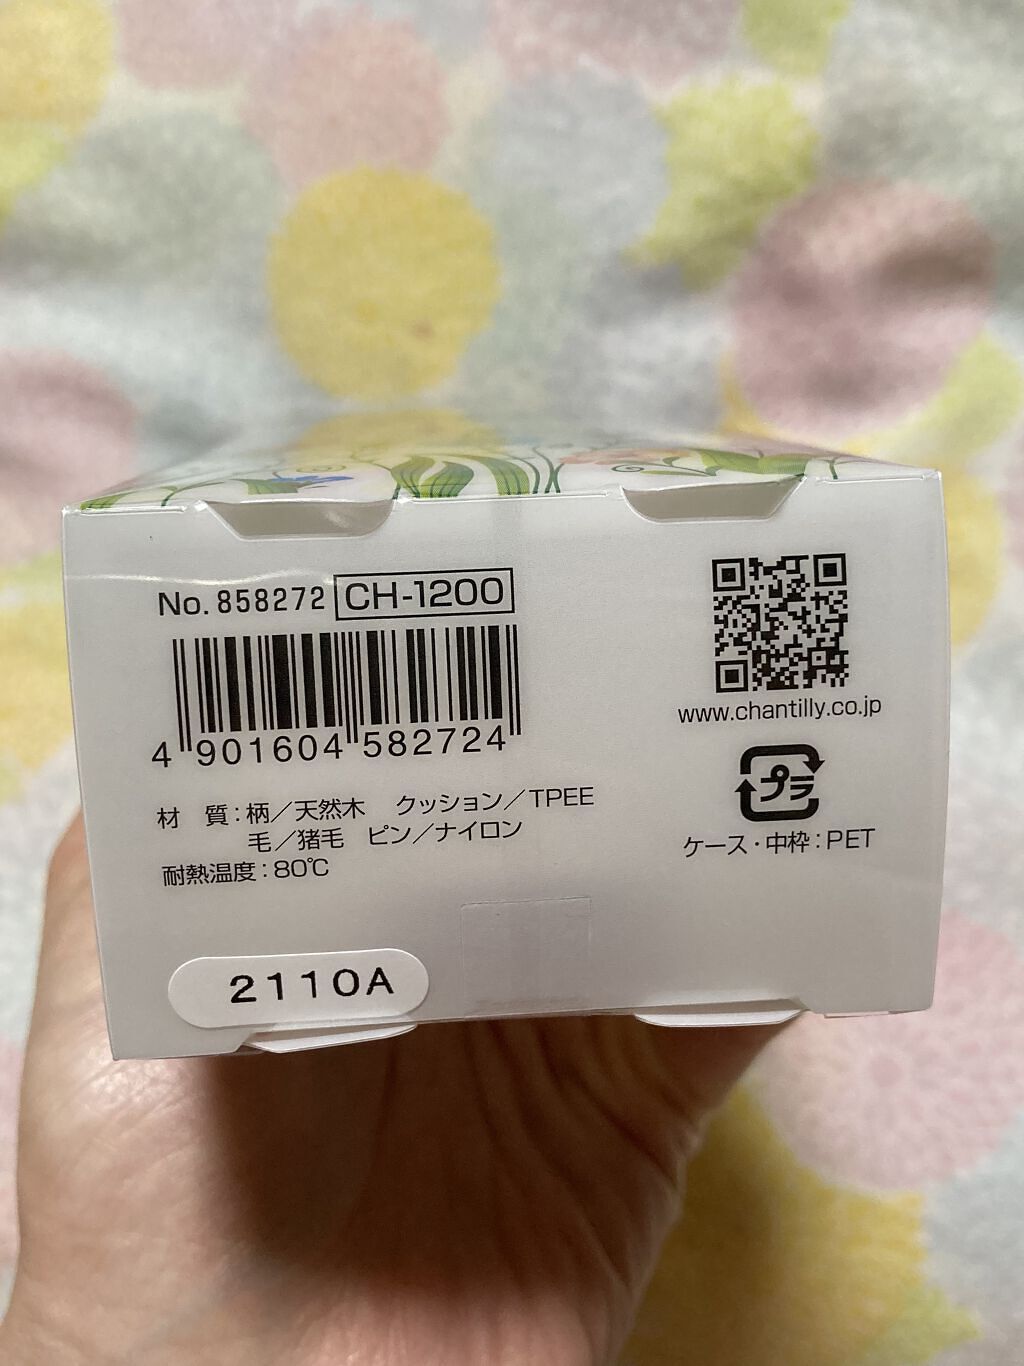 No. 858272 CH-1200
4 901604 582724
材 質：柄／天然木 クッション／TPEE
毛／猪毛 ピン／ナイロン
耐熱温度：80℃
2110A
www.chantilly.co.jp
プラ
ケース・中枠：PET